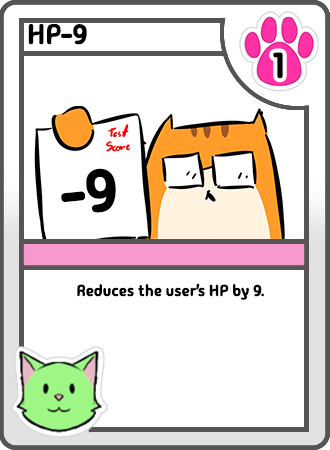 HP-9
1
Test
Score
-9
Reduces the user's HP by 9.